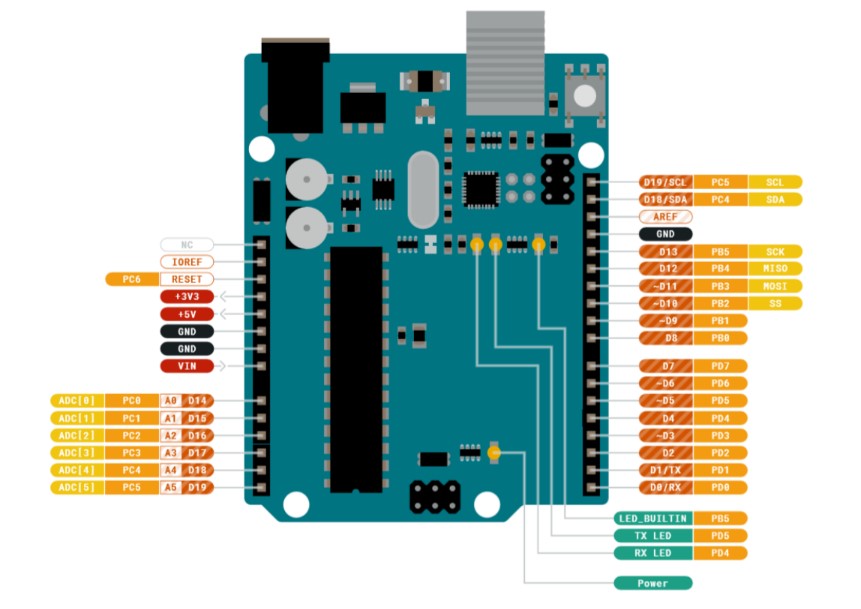 NC
IOREF
PC6 RESET
+3V3
+5V
GND
GND
VIN
ADC[0] PC0 A0 D14
ADC[1] PC1 A1 D15
ADC[2] PC2 A2 D16
ADC[3] PC3 A3 D17
ADC[4] PC4 A4 D18
ADC[5] PC5 A5 D19
D19/SCL PC5 SCL
D18/SDA PC4 SDA
AREF
GND
D13 PB5 SCK
D12 PB4 MISO
~D11 PB3 MOSI
~D10 PB2 SS
~D9 PB1
D8 PB0
D7 PD7
~D6 PD6
~D5 PD5
D4 PD4
~D3 PD3
D2 PD2
D1/TX PD1
D0/RX PD0
LED_BUILTIN PB5
TX LED PD5
RX LED PD4
Power